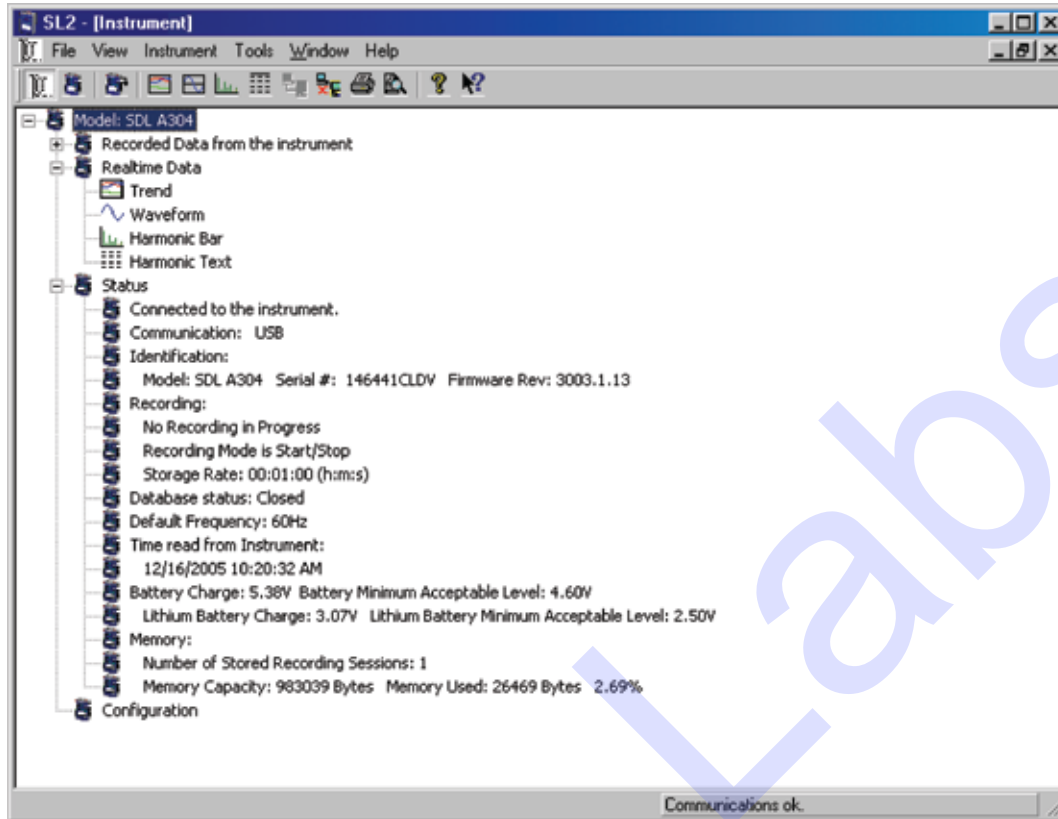 SL2 - [Instrument]
File View Instrument Tools Window Help
Model: SDL A304
Recorded Data from the instrument
Realtime Data
Trend
Waveform
Harmonic Bar
Harmonic Text
Status
Connected to the instrument.
Communication: USB
Identification:
Model: SDL A304 Serial #: 146441CLDV Firmware Rev: 3003.1.13
Recording:
No Recording in Progress
Recording Mode is Start/Stop
Storage Rate: 00:01:00 (h:m:s)
Database status: Closed
Default Frequency: 60Hz
Time read from Instrument:
12/16/2005 10:20:32 AM
Battery Charge: 5.38V Battery Minimum Acceptable Level: 4.60V
Lithium Battery Charge: 3.07V Lithium Battery Minimum Acceptable Level: 2.50V
Memory:
Number of Stored Recording Sessions: 1
Memory Capacity: 983039 Bytes Memory Used: 26469 Bytes 2.69%
Configuration
Communications ok.
Labs